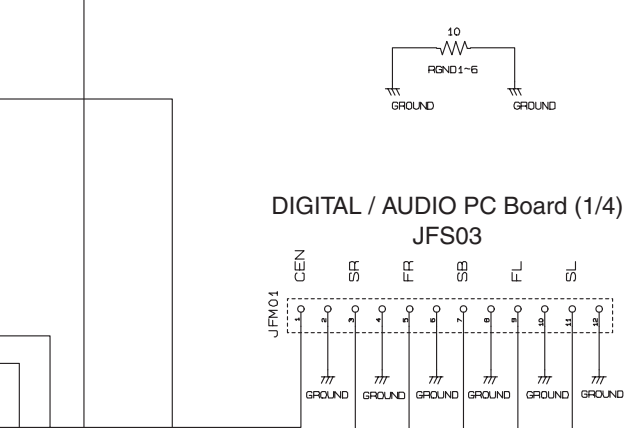 10
RGND1~6
GROUND GROUND
DIGITAL / AUDIO PC Board (1/4)
JFS03
CEN SR FR SB FL SL
JFM01
1 2 3 4 5 6 7 8 9 10 11 12
GROUND GROUND GROUND GROUND GROUND GROUND